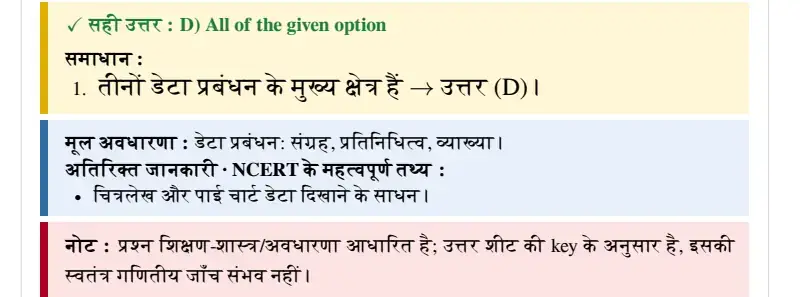 ✓ सही उत्तर : D) All of the given option
समाधान :
1. तीनों डेटा प्रबंधन के मुख्य क्षेत्र हैं → उत्तर (D)।
मूल अवधारणा : डेटा प्रबंधन: संग्रह, प्रतिनिधित्व, व्याख्या।
अतिरिक्त जानकारी · NCERT के महत्वपूर्ण तथ्य :
• चित्रलेख और पाई चार्ट डेटा दिखाने के साधन।
नोट : प्रश्न शिक्षण-शास्त्र/अवधारणा आधारित है; उत्तर शीट की key के अनुसार है, इसकी
स्वतंत्र गणितीय जाँच संभव नहीं।